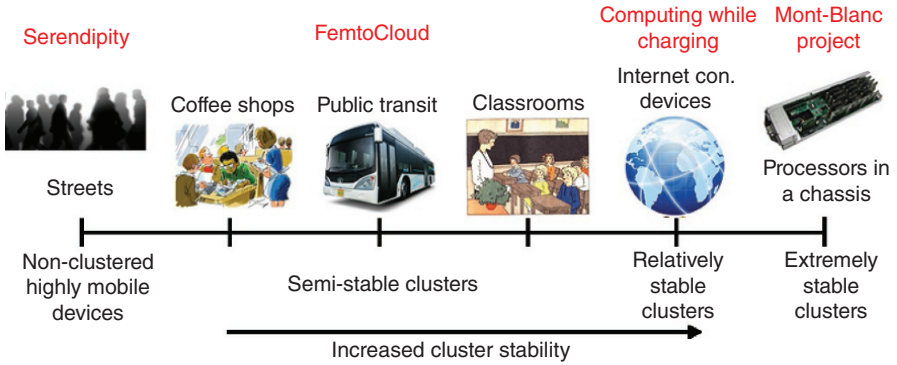 Serendipity
FemtoCloud
Computing while
charging
Mont-Blanc
project
Streets
Coffee shops
Public transit
Classrooms
Internet con.
devices
Processors in
a chassis
Non-clustered
highly mobile
devices
Semi-stable clusters
Relatively
stable
clusters
Extremely
stable
clusters
Increased cluster stability